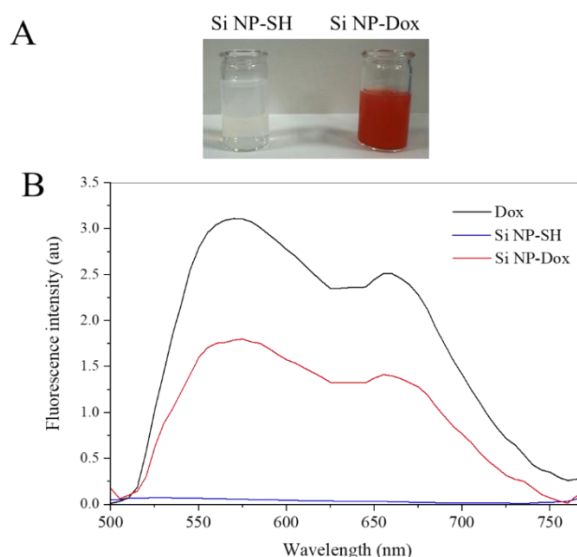 A
Si NP-SH Si NP-Dox
B
3.5
3.0
2.5
2.0
1.5
1.0
0.5
0.0
Fluorescence intensity (au)
Dox
Si NP-SH
Si NP-Dox
500 550 600 650 700 750
Wavelength (nm)